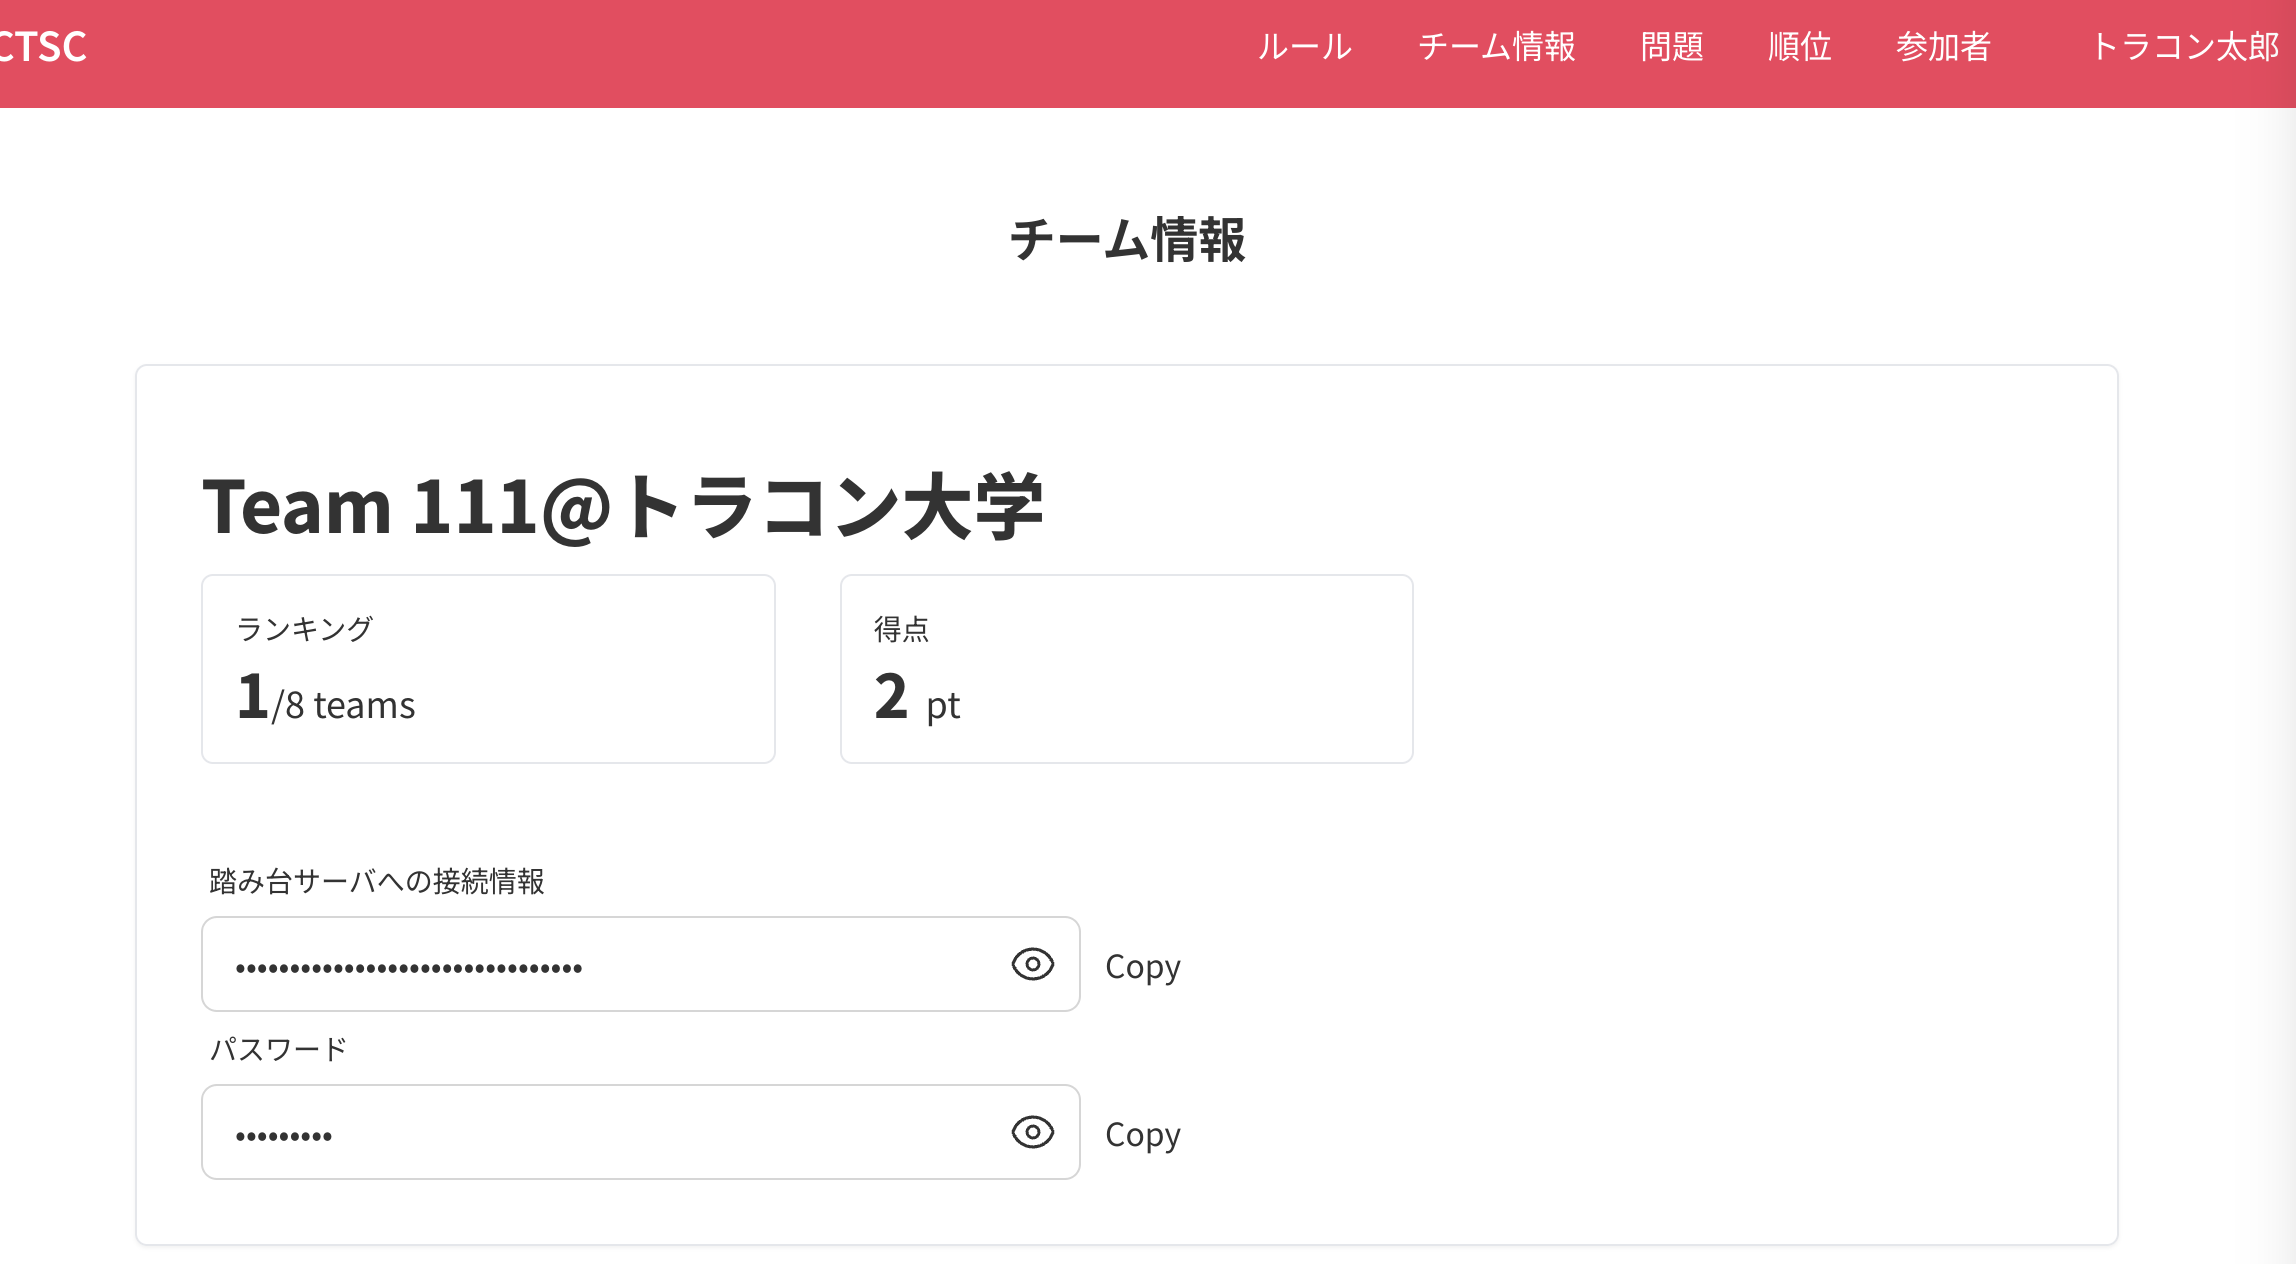 CTSC ルール チーム情報 問題 順位 参加者 トラコン太郎
チーム情報
Team 111@トラコン大学
ランキング
1/8 teams
得点
2 pt
踏み台サーバへの接続情報
•••••••••••••••••••••••••••••••• Copy
パスワード
••••••••• Copy